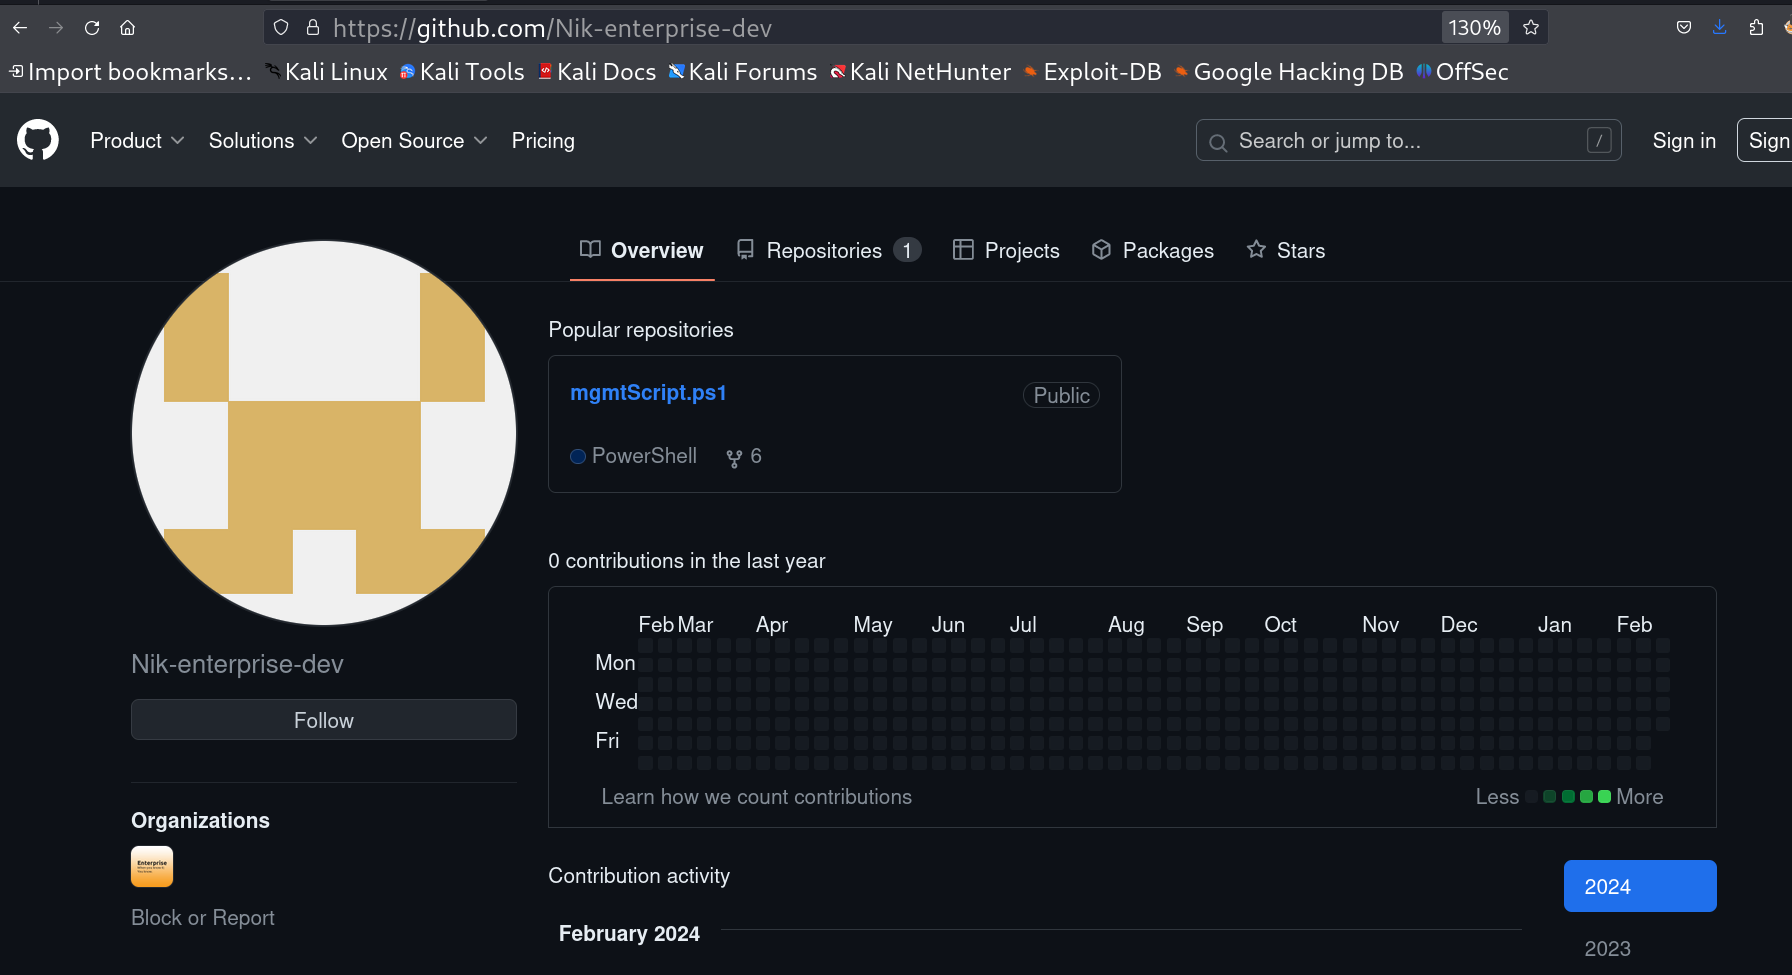 https://github.com/Nik-enterprise-dev
130%
Import bookmarks...
Kali Linux
Kali Tools
Kali Docs
Kali Forums
Kali NetHunter
Exploit-DB
Google Hacking DB
OffSec
Product
Solutions
Open Source
Pricing
Search or jump to...
/
Sign in
Sign
Overview
Repositories 1
Projects
Packages
Stars
Popular repositories
mgmtScript.ps1
Public
PowerShell
6
0 contributions in the last year
Feb Mar Apr May Jun Jul Aug Sep Oct Nov Dec Jan Feb
Mon
Wed
Fri
Learn how we count contributions
Less
More
Nik-enterprise-dev
Follow
Organizations
Enterprise
Block or Report
Contribution activity
February 2024
2024
2023